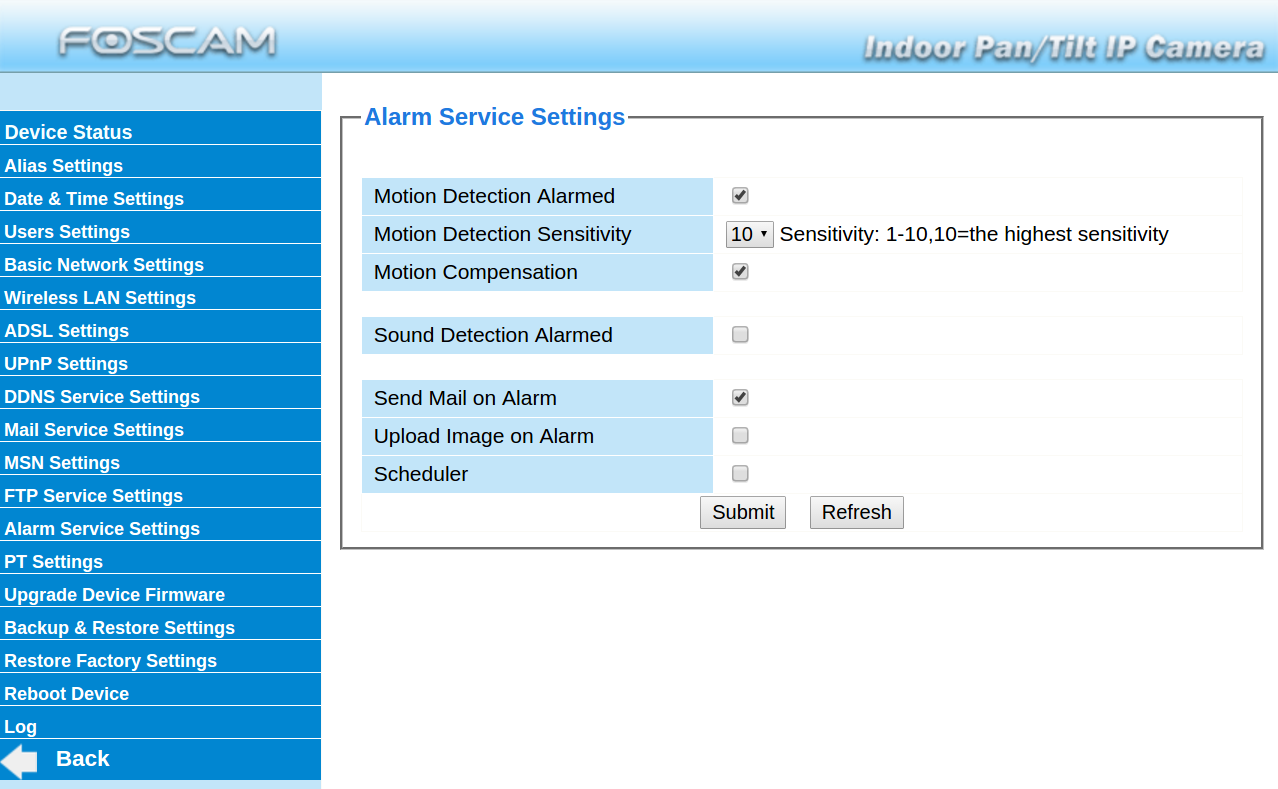 FOSCAM
Indoor Pan/Tilt IP Camera
Device Status
Alias Settings
Date & Time Settings
Users Settings
Basic Network Settings
Wireless LAN Settings
ADSL Settings
UPnP Settings
DDNS Service Settings
Mail Service Settings
MSN Settings
FTP Service Settings
Alarm Service Settings
PT Settings
Upgrade Device Firmware
Backup & Restore Settings
Restore Factory Settings
Reboot Device
Log
Back
Alarm Service Settings
Motion Detection Alarmed
Motion Detection Sensitivity 10 Sensitivity: 1-10,10=the highest sensitivity
Motion Compensation
Sound Detection Alarmed
Send Mail on Alarm
Upload Image on Alarm
Scheduler
Submit Refresh